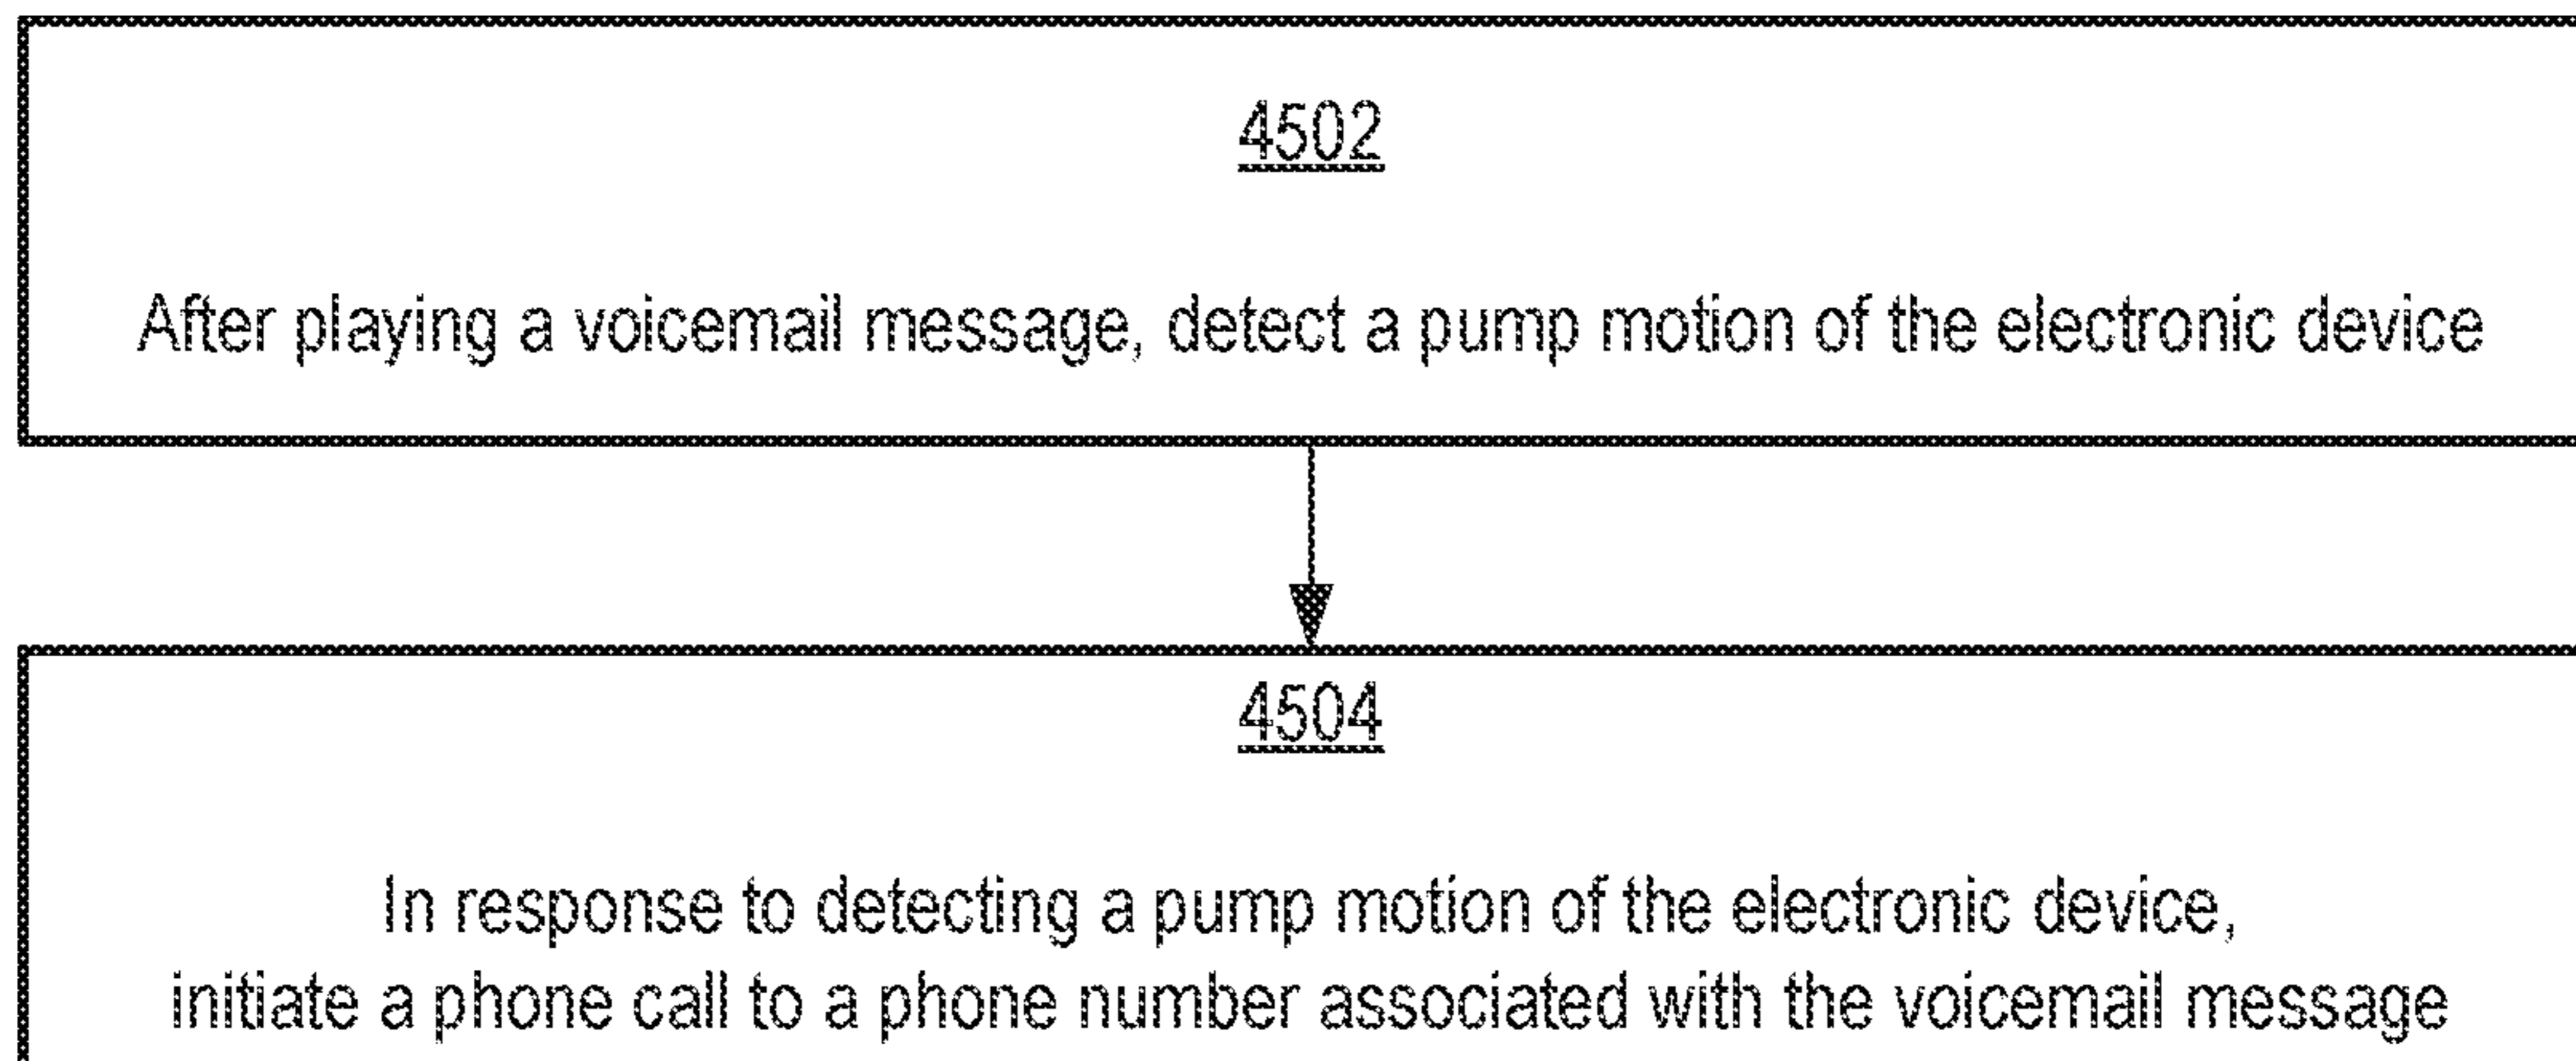 4502
After playing a voicemail message, detect a pump motion of the electronic device
4504
In response to detecting a pump motion of the electronic device,
initiate a phone call to a phone number associated with the voicemail message